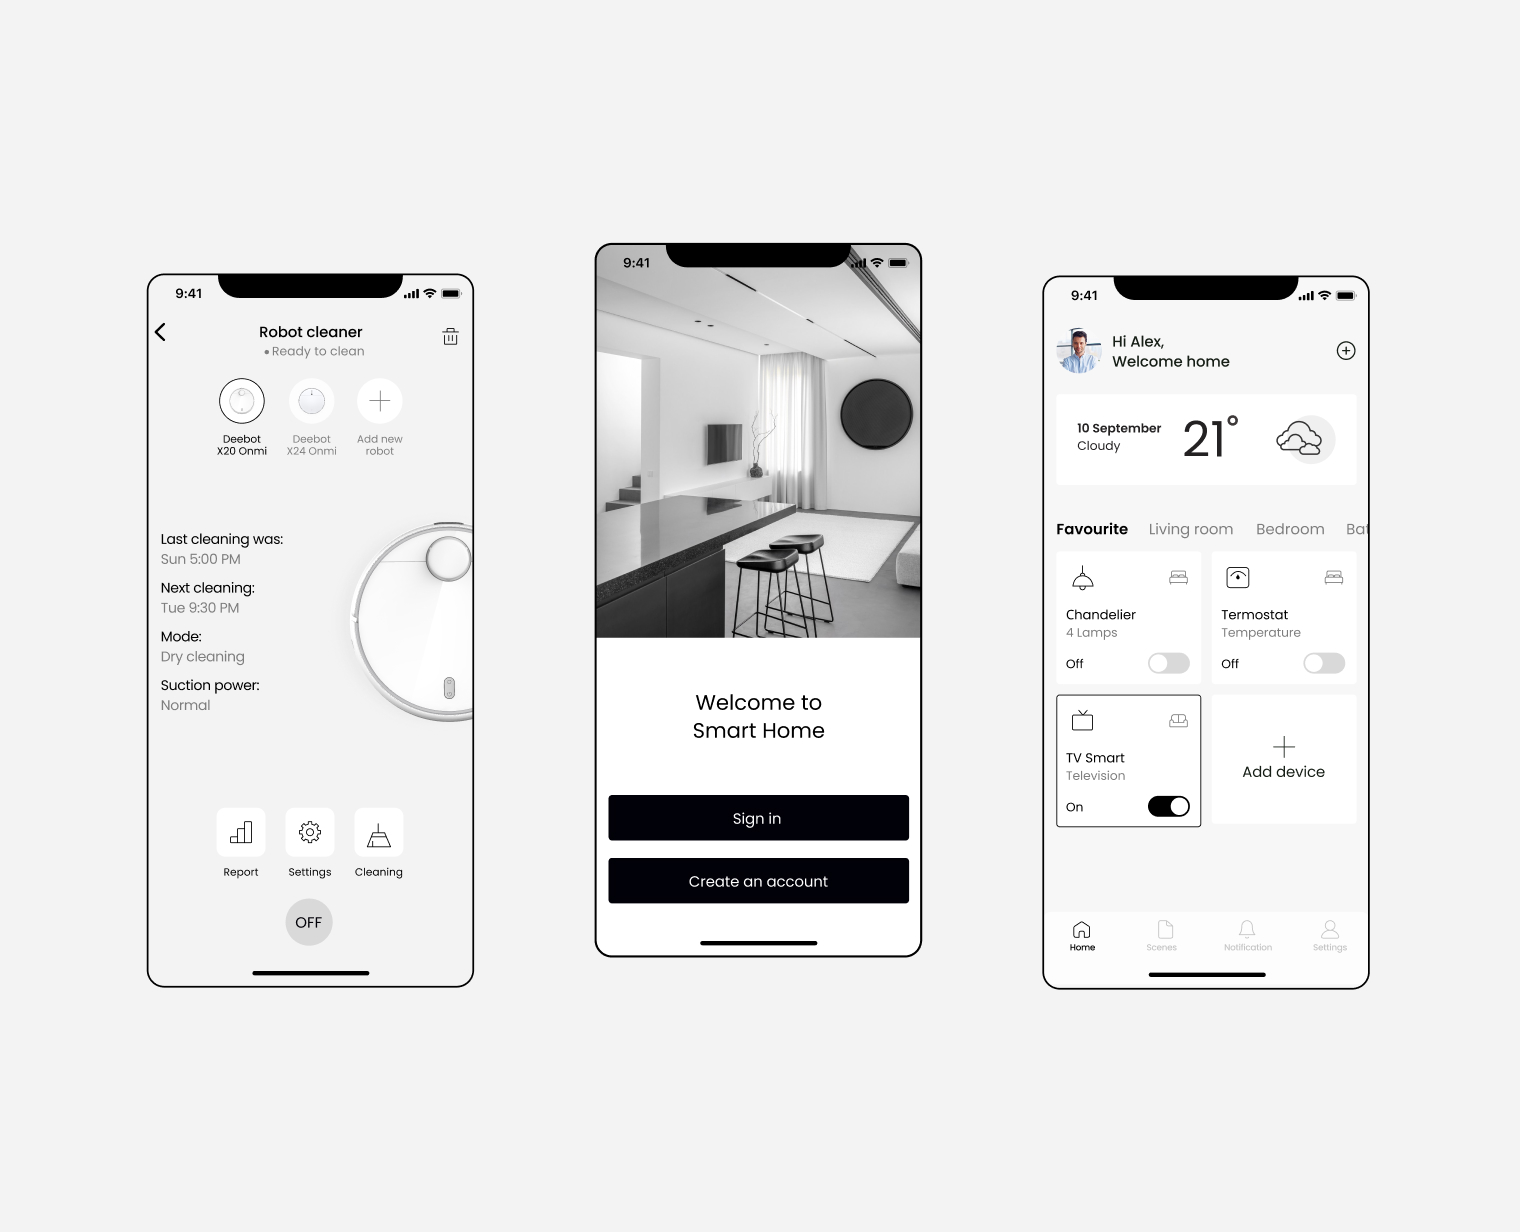 9:41
Robot cleaner
Ready to clean
Deebot
X20 Onmi
Deebot
X24 Onmi
Add new
robot
Last cleaning was:
Sun 5:00 PM
Next cleaning:
Tue 9:30 PM
Mode:
Dry cleaning
Suction power:
Normal
Report
Settings
Cleaning
OFF
9:41
Welcome to
Smart Home
Sign in
Create an account
9:41
Hi Alex,
Welcome home
10 September
Cloudy
21°
Favourite Living room Bedroom Bat
Chandelier
4 Lamps
Off
Termostat
Temperature
Off
TV Smart
Television
On
Add device
Home
Scenes
Notification
Settings